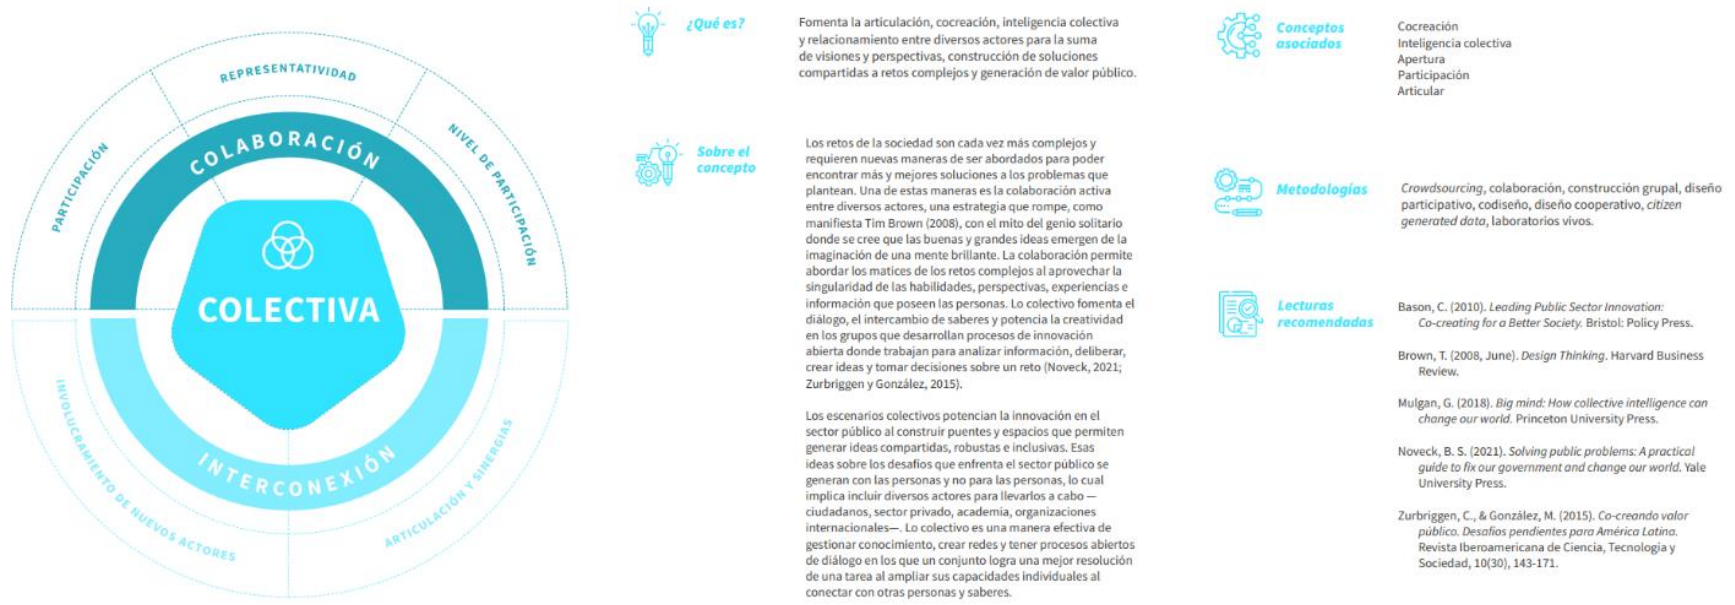 REPRESENTATIVIDAD
PARTICIPACIÓN
NIVEL DE PARTICIPACIÓN
COLABORACIÓN
COLECTIVA
INTERCONEXIÓN
INVOLUCRAMIENTO DE NUEVOS ACTORES
ARTICULACIÓN Y SINERGIAS
¿Qué es?
Fomenta la articulación, cocreación, inteligencia colectiva
y relacionamiento entre diversos actores para la suma
de visiones y perspectivas, construcción de soluciones
compartidas a retos complejos y generación de valor público.
Sobre el
concepto
Los retos de la sociedad son cada vez más complejos y
requieren nuevas maneras de ser abordados para poder
encontrar más y mejores soluciones a los problemas que
plantean. Una de estas maneras es la colaboración activa
entre diversos actores, una estrategia que rompe, como
manifiesta Tim Brown (2008), con el mito del genio solitario
donde se cree que las buenas y grandes ideas emergen de la
imaginación de una mente brillante. La colaboración permite
abordar los matices de los retos complejos al aprovechar la
singularidad de las habilidades, perspectivas, experiencias e
información que poseen las personas. Lo colectivo fomenta el
diálogo, el intercambio de saberes y potencia la creatividad
en los grupos que desarrollan procesos de innovación
abierta donde trabajan para analizar información, deliberar,
crear ideas y tomar decisiones sobre un reto (Noveck, 2021;
Zurbriggen y González, 2015).
Los escenarios colectivos potencian la innovación en el
sector público al construir puentes y espacios que permiten
generar ideas compartidas, robustas e inclusivas. Esas
ideas sobre los desafíos que enfrenta el sector público se
generan con las personas y no para las personas, lo cual
implica incluir diversos actores para llevarlos a cabo —
ciudadanos, sector privado, academia, organizaciones
internacionales—. Lo colectivo es una manera efectiva de
gestionar conocimiento, crear redes y tener procesos abiertos
de diálogo en los que un conjunto logra una mejor resolución
de una tarea al ampliar sus capacidades individuales al
conectar con otras personas y saberes.
Conceptos
asociados
Cocreación
Inteligencia colectiva
Apertura
Participación
Articular
Metodologías
Crowdsourcing, colaboración, construcción grupal, diseño
participativo, codiseño, diseño cooperativo, citizen
generated data, laboratorios vivos.
Lecturas
recomendadas
Bason, C. (2010). Leading Public Sector Innovation:
Co-creating for a Better Society. Bristol: Policy Press.
Brown, T. (2008, June). Design Thinking. Harvard Business
Review.
Mulgan, G. (2018). Big mind: How collective intelligence can
change our world. Princeton University Press.
Noveck, B. S. (2021). Solving public problems: A practical
guide to fix our government and change our world. Yale
University Press.
Zurbriggen, C., & González, M. (2015). Co-creando valor
público. Desafíos pendientes para América Latina.
Revista Iberoamericana de Ciencia, Tecnología y
Sociedad, 10(30), 143-171.